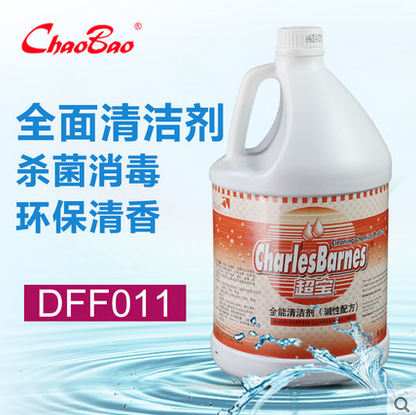 ChaoBao®
全面清洁剂
杀菌消毒
环保清香
DFF011
CharlesBarnes
超宝
全能清洁剂（碱性配方）